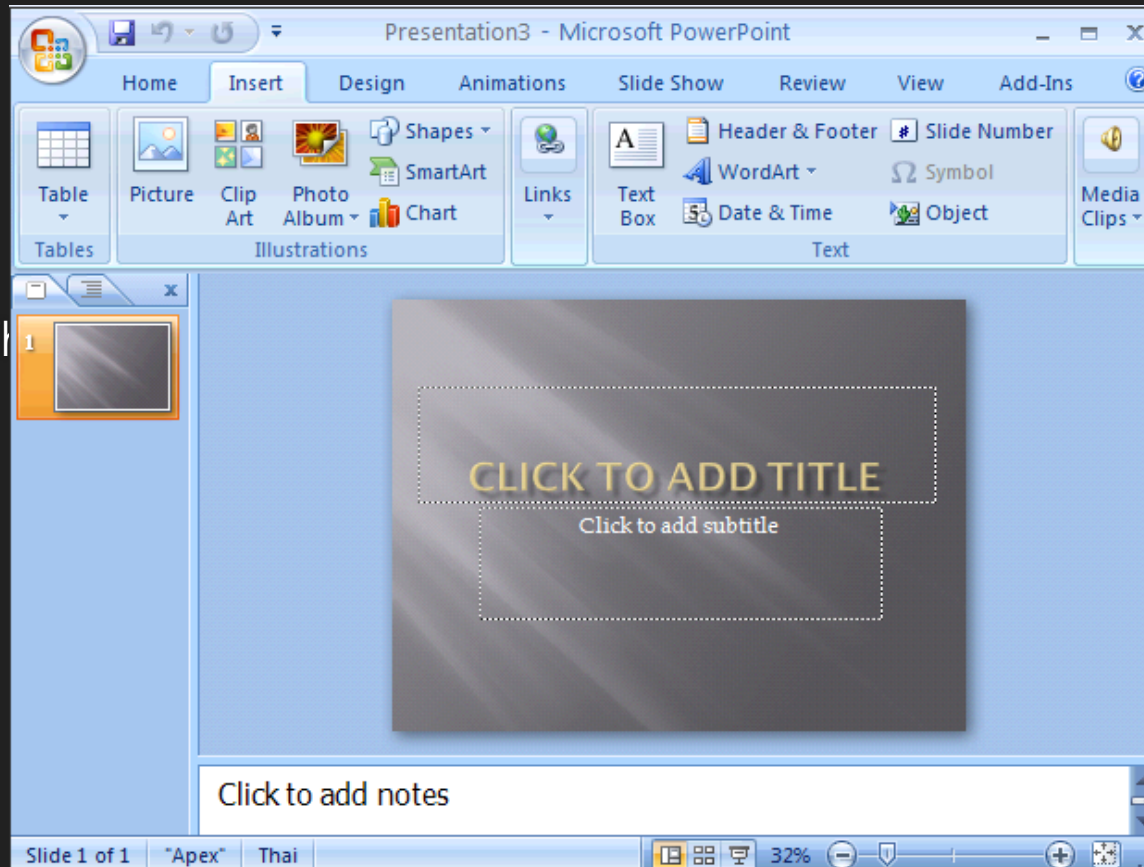 Presentation3 - Microsoft PowerPoint
Home Insert Design Animations Slide Show Review View Add-Ins
Table
Picture
Clip Art
Photo Album
Shapes
SmartArt
Chart
Links
A
Text Box
Header & Footer
WordArt
Date & Time
# Slide Number
Ω Symbol
Object
Media Clips
Tables Illustrations Text
1
CLICK TO ADD TITLE
Click to add subtitle
Click to add notes
Slide 1 of 1 "Apex" Thai 32%